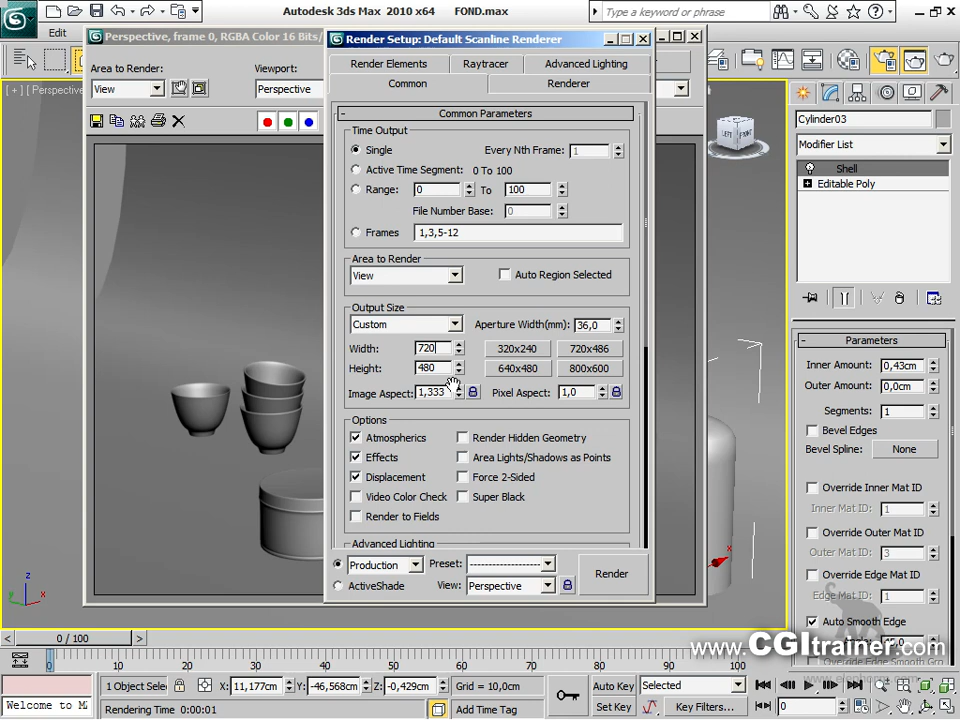 Autodesk 3ds Max 2010 x64 FOND.max
Type a keyword or phrase
Edit
Perspective, frame 0, RGBA Color 16 Bits/
Render Setup: Default Scanline Renderer
Area to Render:
Viewport:
View
Perspective
Render Elements
Raytracer
Advanced Lighting
Common
Renderer
[ + ] [ Perspective
Common Parameters
Time Output
Single
Every Nth Frame: 1
Active Time Segment: 0 To 100
Range: 0 To 100
File Number Base: 0
Frames 1,3,5-12
Area to Render
View
Auto Region Selected
Output Size
Custom
Aperture Width(mm): 36,0
Width: 720
320x240
720x486
Height: 480
640x480
800x600
Image Aspect: 1,333
Pixel Aspect: 1,0
Options
Atmospherics
Render Hidden Geometry
Effects
Area Lights/Shadows as Points
Displacement
Force 2-Sided
Video Color Check
Super Black
Render to Fields
Advanced Lighting
Production
Preset: --------------------
ActiveShade
View: Perspective
Render
LEFT
Cylinder03
Modifier List
Shell
Editable Poly
Parameters
Inner Amount: 0,43cm
Outer Amount: 0,0cm
Segments: 1
Bevel Edges
Bevel Spline: None
Override Inner Mat ID
Inner Mat ID: 1
Override Outer Mat ID
Outer Mat ID: 3
Override Edge Mat ID
Edge Mat ID: 1
Auto Smooth Edge
z
x
x
www.CGItrainer.com
0 / 100
0 10 20 30 40 50 60 70 80 90 100
1 Object Selec
X: 11,177cm
Y: -46,568cm
Z: -0,429cm
Grid = 10,0cm
Auto Key
Selected
Welcome to M
Rendering Time 0:00:01
Add Time Tag
Set Key
Key Filters...
0